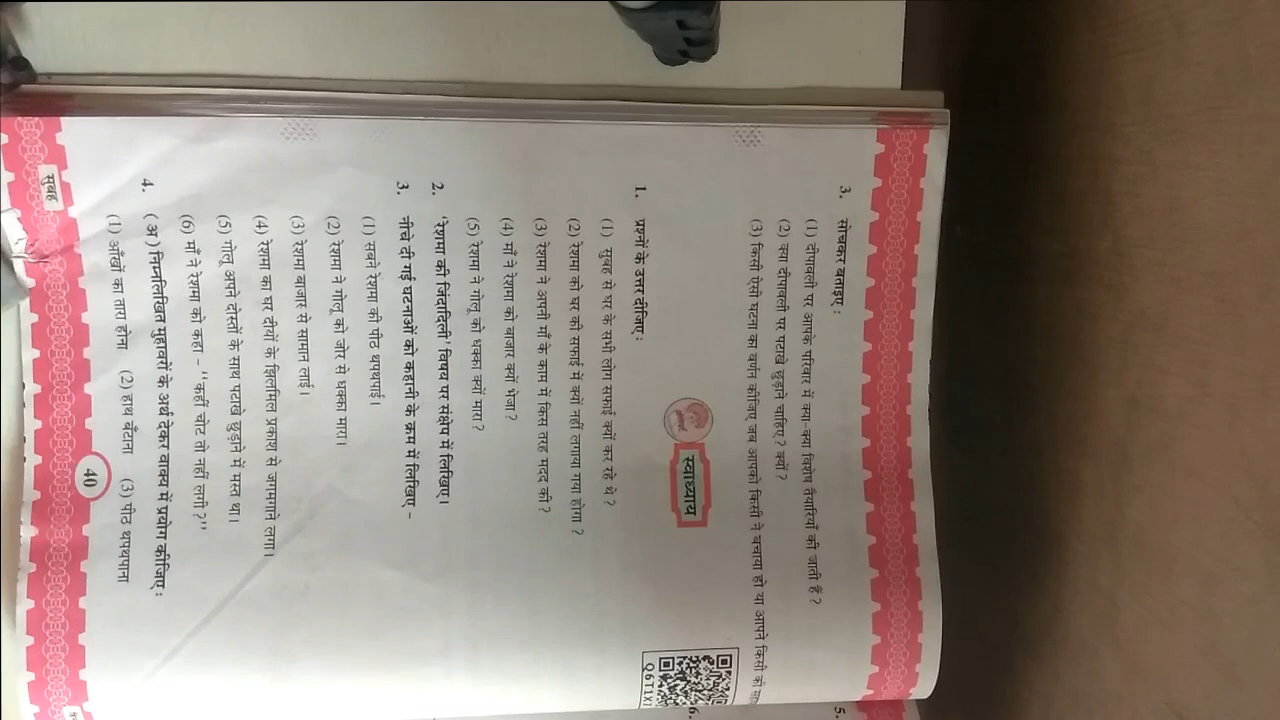 3. सोचकर बताइए :
(1) दीपावली पर आपके परिवार में क्या-क्या विशेष तैयारियाँ की जाती हैं ?
(2) क्या दीपावली पर पटाखे छुड़ाने चाहिए ? क्यों ?
(3) किसी ऐसी घटना का वर्णन कीजिए जब आपको किसी ने बचाया हो या आपने किसी की
स्वाध्याय
1. प्रश्नों के उत्तर दीजिए :
(1) सुबह से घर के सभी लोग सफाई क्यों कर रहे थे ?
(2) रेशमा को घर की सफाई में क्यों नहीं लगाया गया होगा ?
(3) रेशमा ने अपनी माँ के काम में किस तरह मदद की ?
(4) माँ ने रेशमा को बाजार क्यों भेजा ?
(5) रेशमा ने गोलू को धक्का क्यों मारा ?
2. 'रेशमा की जिंदादिली' विषय पर संक्षेप में लिखिए।
3. नीचे दी गई घटनाओं को कहानी के क्रम में लिखिए -
(1) सबने रेशमा की पीठ थपथपाई।
(2) रेशमा ने गोलू को जोर से धक्का मारा।
(3) रेशमा बाजार से सामान लाई।
(4) रेशमा का घर दीयों के झिलमिल प्रकाश से जगमगाने लगा।
(5) गोलू अपने दोस्तों के साथ पटाखे छुड़ाने में मस्त था।
(6) माँ ने रेशमा को कहा - "कहीं चोट तो नहीं लगी ?"
4. (अ) निम्नलिखित मुहावरों के अर्थ देकर वाक्य में प्रयोग कीजिए :
(1) आँखों का तारा होना (2) हाथ बँटाना (3) पीठ थपथपाना
40
सुबह
5.
6.